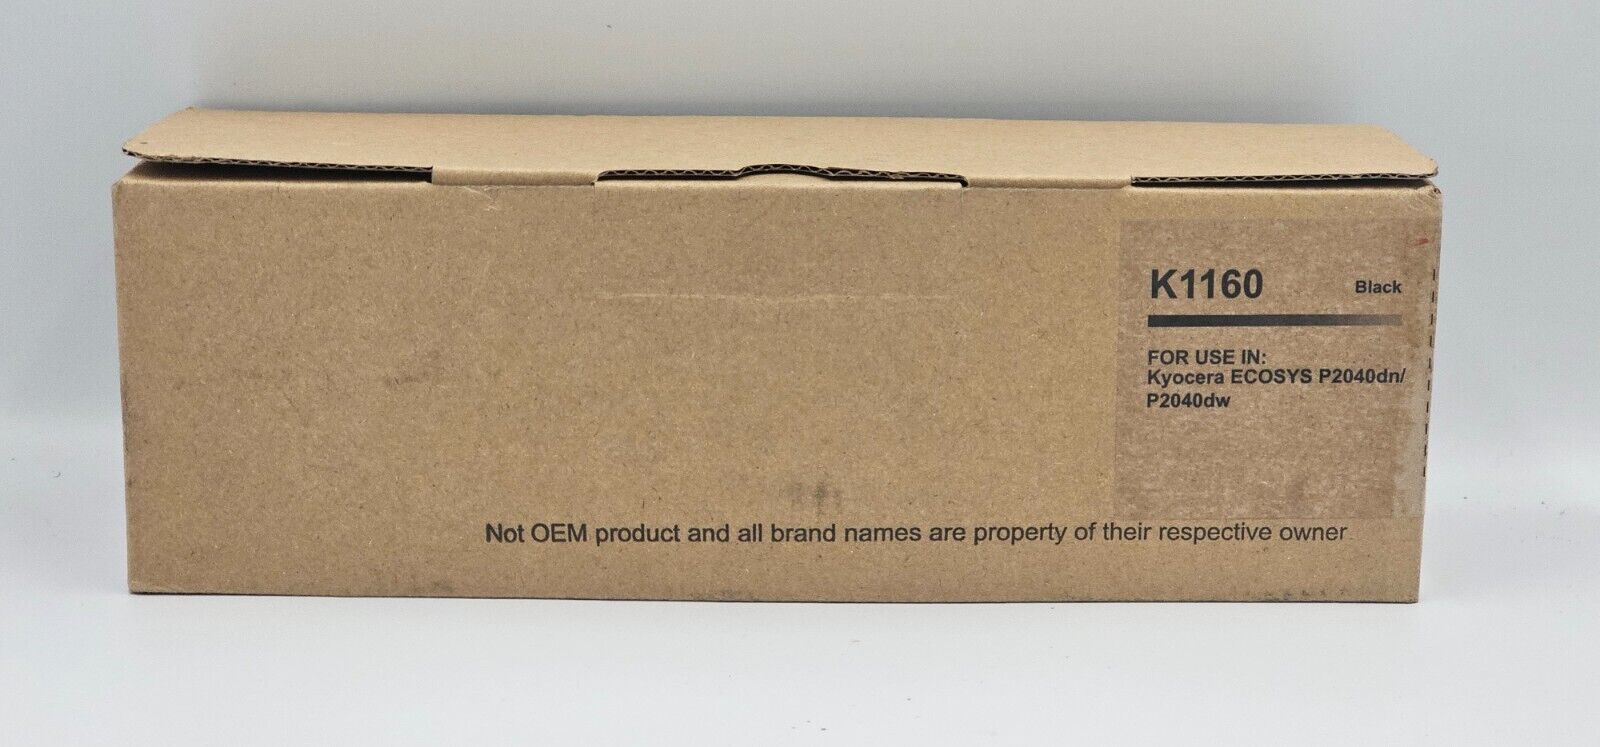 K1160
Black
FOR USE IN:
Kyocera ECOSYS P2040dn/
P2040dw
Not OEM product and all brand names are property of their respective owner